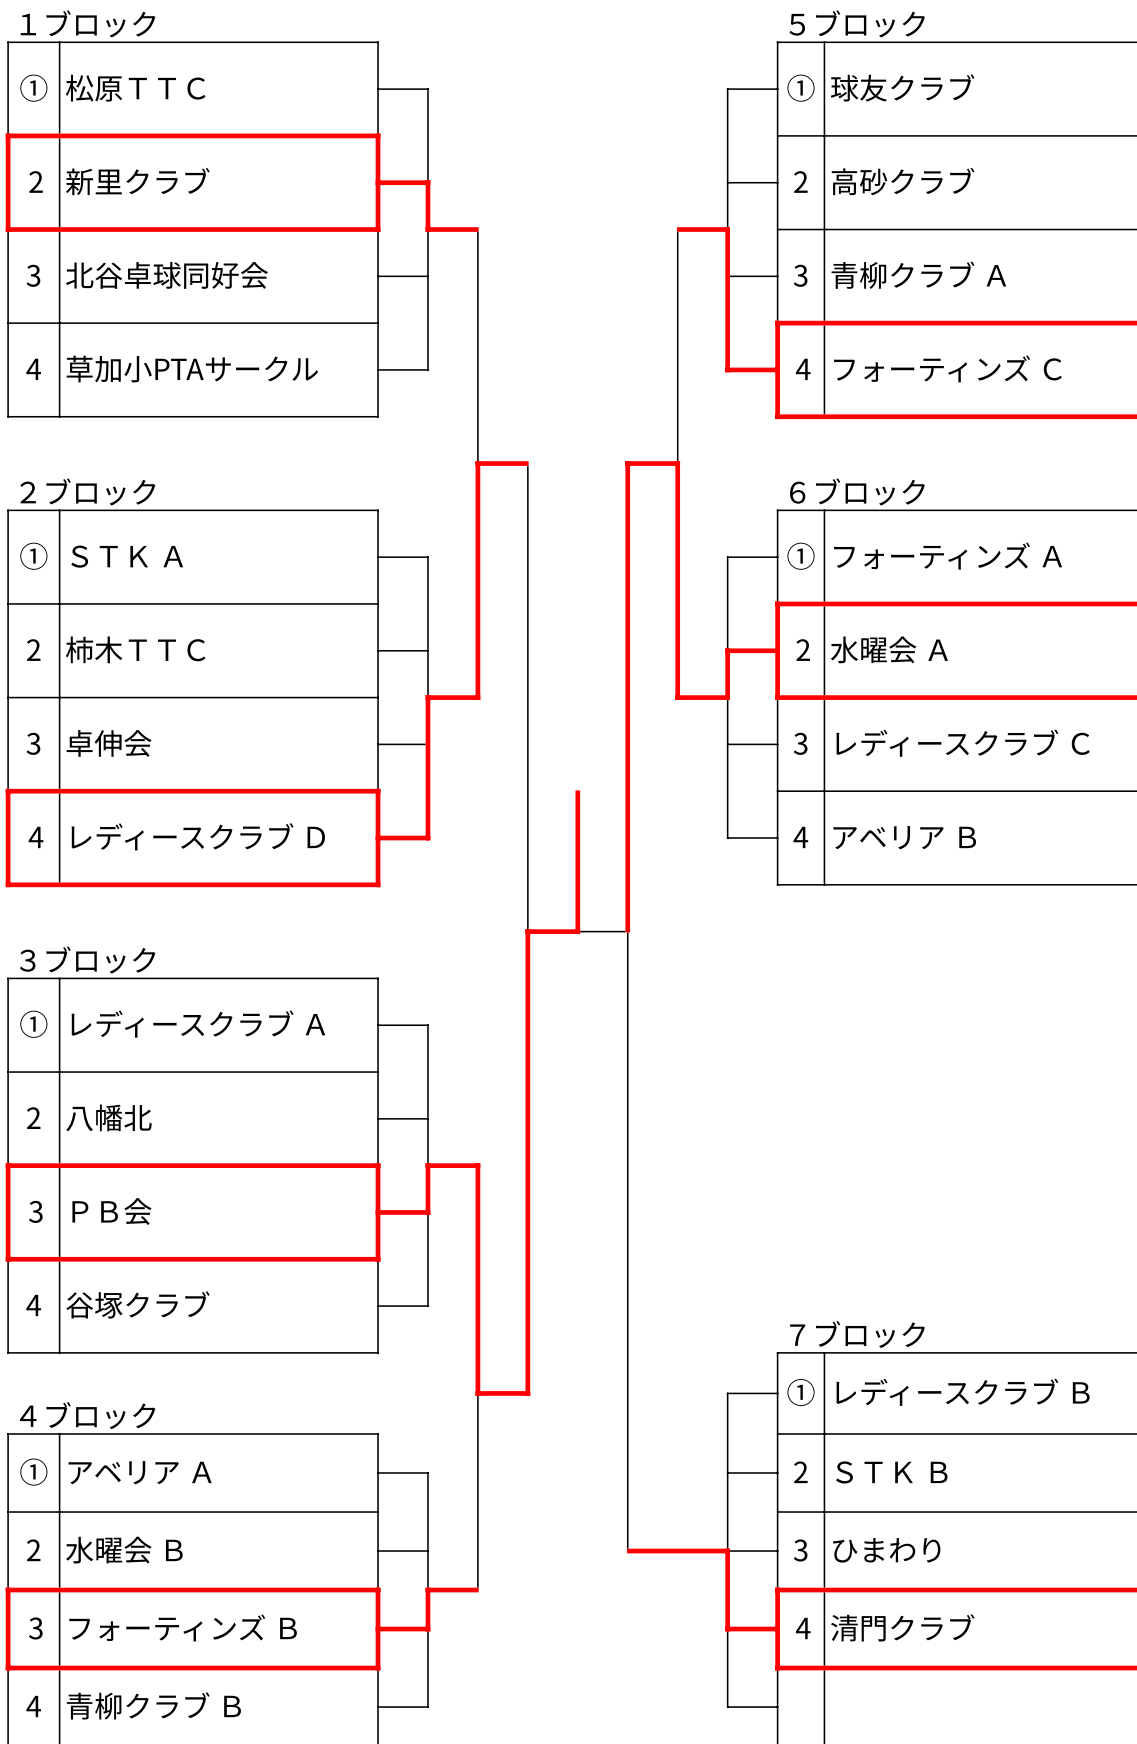 １ブロック
① 松原ＴＴＣ
2 新里クラブ
3 北谷卓球同好会
4 草加小PTAサークル
２ブロック
① ＳＴＫ Ａ
2 柿木ＴＴＣ
3 卓伸会
4 レディースクラブ Ｄ
３ブロック
① レディースクラブ Ａ
2 八幡北
3 ＰＢ会
4 谷塚クラブ
４ブロック
① アベリア Ａ
2 水曜会 Ｂ
3 フォーティンズ Ｂ
4 青柳クラブ Ｂ
５ブロック
① 球友クラブ
2 高砂クラブ
3 青柳クラブ Ａ
4 フォーティンズ Ｃ
６ブロック
① フォーティンズ Ａ
2 水曜会 Ａ
3 レディースクラブ Ｃ
4 アベリア Ｂ
７ブロック
① レディースクラブ Ｂ
2 ＳＴＫ Ｂ
3 ひまわり
4 清門クラブ